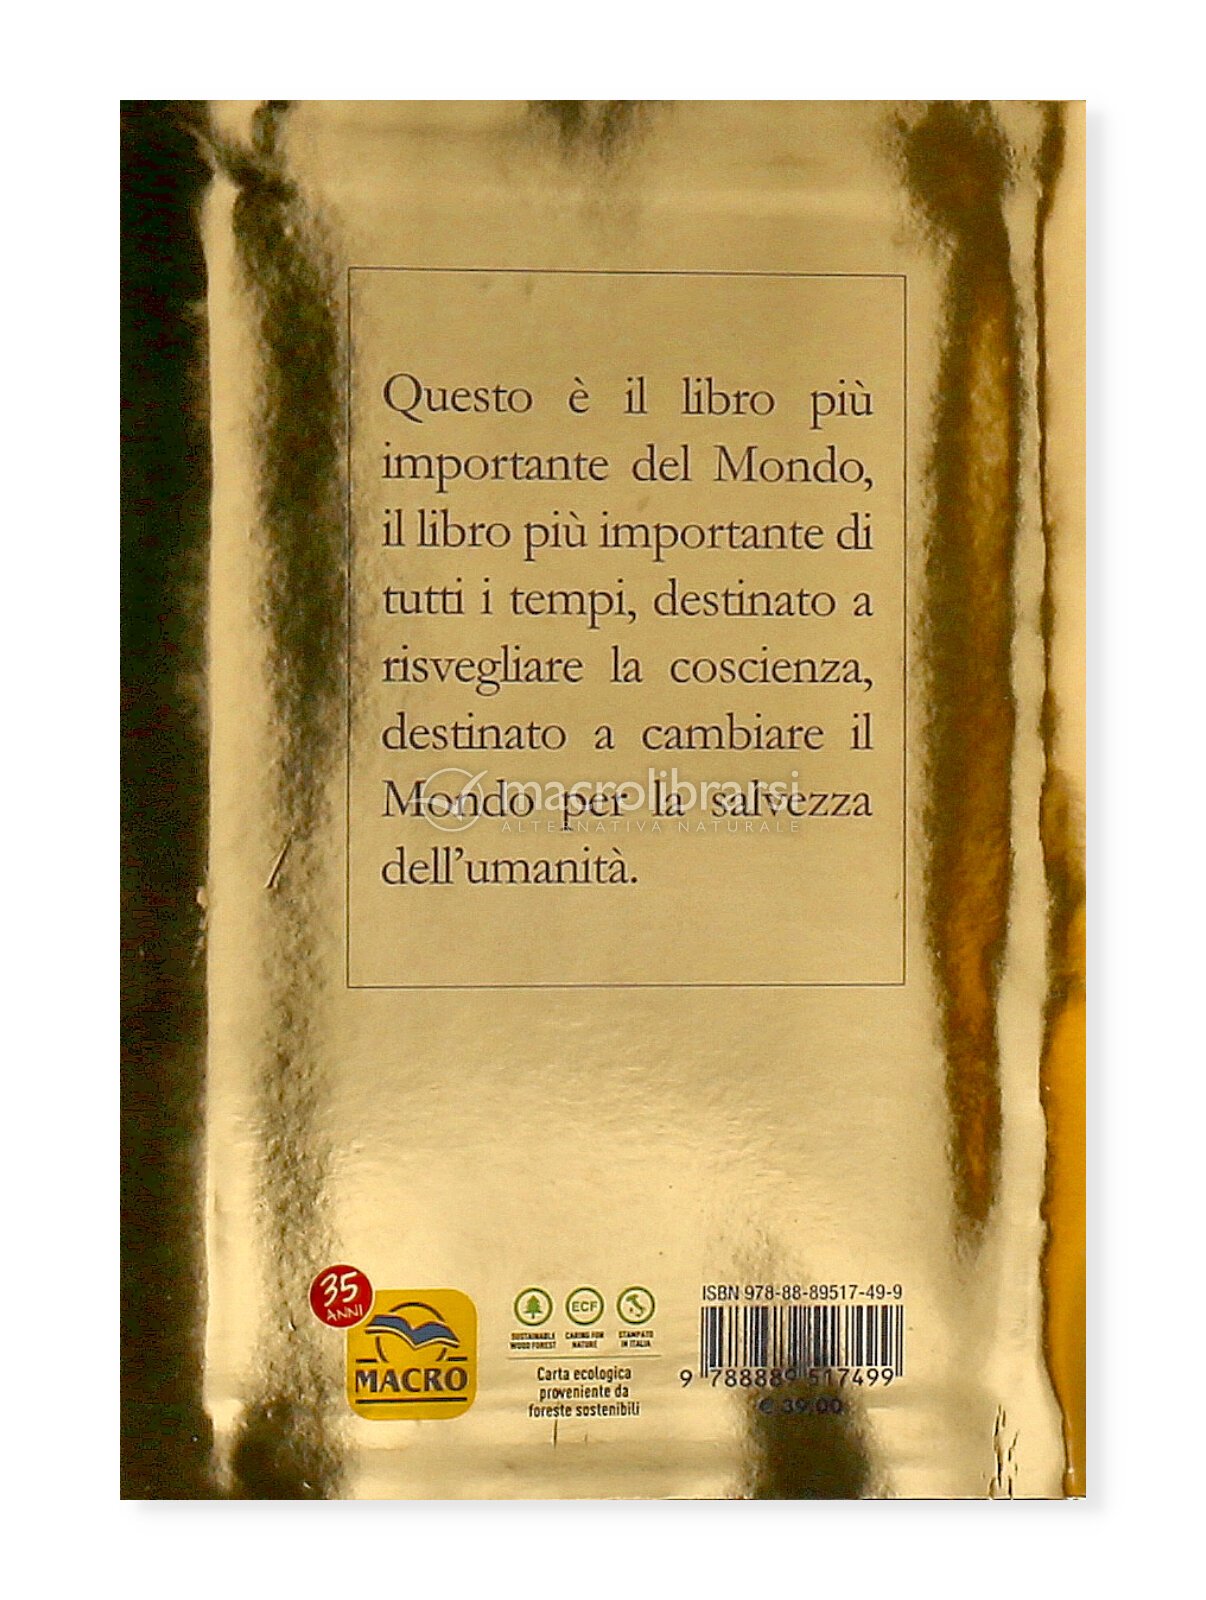 Questo è il libro più
importante del Mondo,
il libro più importante di
tutti i tempi, destinato a
risvegliare la coscienza,
destinato a cambiare il
Mondo per la salvezza
dell'umanità.
macrolibrarsi
ALTERNATIVA NATURALE
35
ANNI
MACRO
ECF
SUSTAINABLE
WOOD FOREST
CARING FOR
NATURE
STAMPATO
IN ITALIA
Carta ecologica
proveniente da
foreste sostenibili
ISBN 978-88-89517-49-9
9 788889 517499
€ 39,00